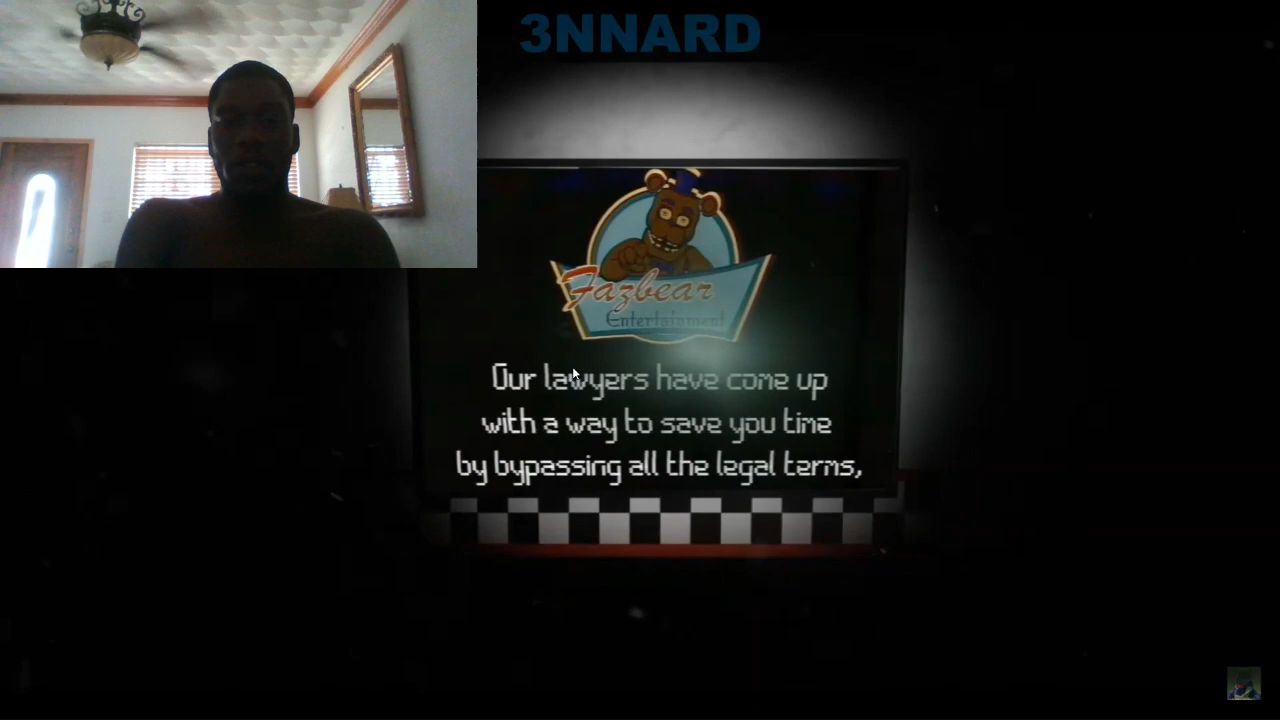 3NNARD
Fazbear
Entertainment
Our lawyers have come up
with a way to save you time
by bypassing all the legal terms,